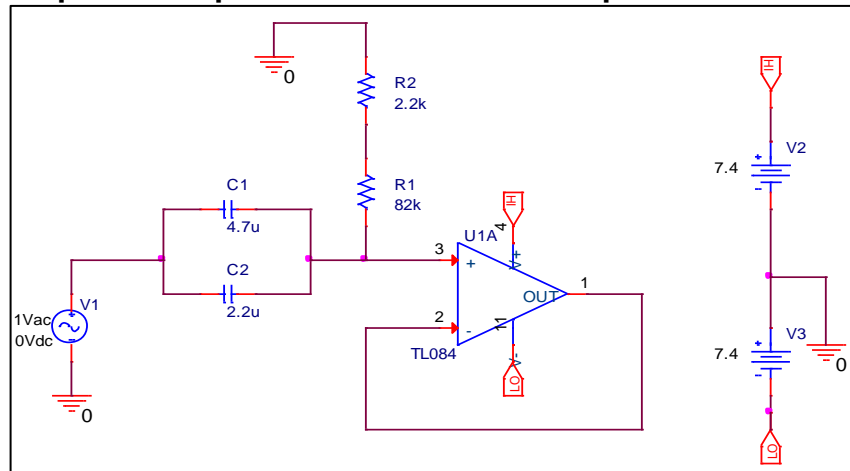 0
R2
2.2k
R1
82k
C1
4.7u
C2
2.2u
V1
1Vac
0Vdc
0
U1A
3
+
2
-
4
V+
HI
OUT
1
11
V-
LO
TL084
HI
V2
+
7.4
-
V3
+
7.4
-
0
LO